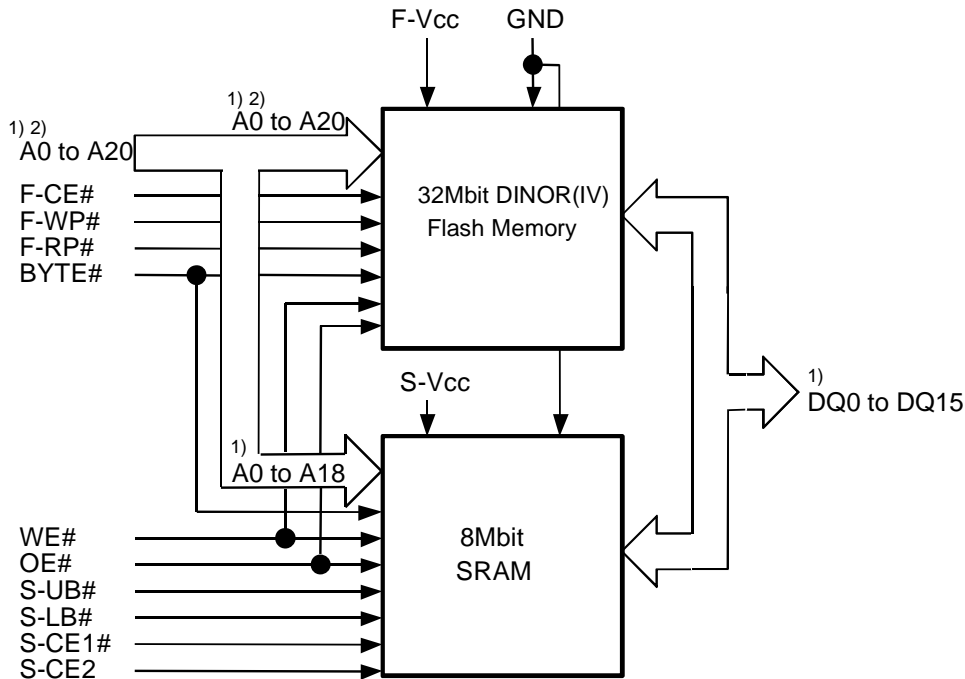 F-Vcc
GND
1) 2)
A0 to A20
1) 2)
A0 to A20
F-CE#
F-WP#
F-RP#
BYTE#
32Mbit DINOR(IV)
Flash Memory
S-Vcc
1)
DQ0 to DQ15
1)
A0 to A18
WE#
OE#
S-UB#
S-LB#
S-CE1#
S-CE2
8Mbit
SRAM